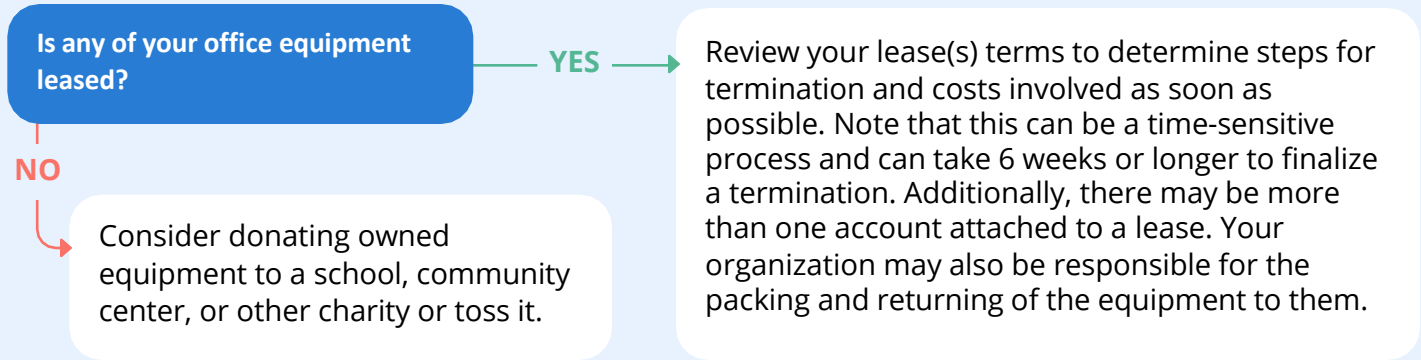 Is any of your office equipment
leased?
YES
Review your lease(s) terms to determine steps for
termination and costs involved as soon as
possible. Note that this can be a time-sensitive
process and can take 6 weeks or longer to finalize
a termination. Additionally, there may be more
than one account attached to a lease. Your
organization may also be responsible for the
packing and returning of the equipment to them.
NO
Consider donating owned
equipment to a school, community
center, or other charity or toss it.